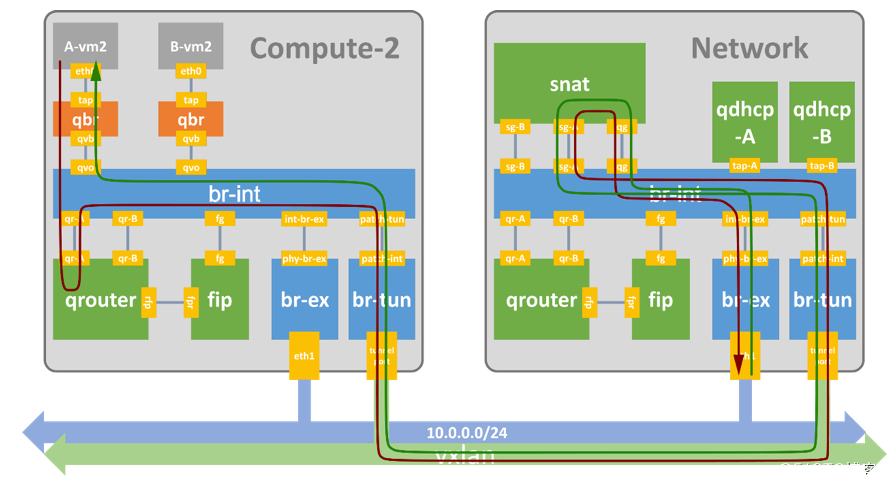 Compute-2
A-vm2
B-vm2
eth0
eth0
tap
tap
qbr
qbr
qvb
qvb
qvo
qvo
br-int
qr-A
qr-B
fg
int-br-ex
patch-tun
qr-A
qr-B
fg
phy-br-ex
patch-int
qrouter
rfp
fpr
fip
br-ex
br-tun
eth1
tunnel
port
Network
snat
qdhcp
-A
qdhcp
-B
sg-B
sg-A
qg
sg-B
sg-A
qg
tap-A
tap-B
br-int
qr-A
qr-B
fg
int-br-ex
patch-tun
qr-A
qr-B
fg
phy-br-ex
patch-int
qrouter
rfp
fpr
fip
br-ex
br-tun
eth1
tunnel
port
10.0.0.0/24
vxlan